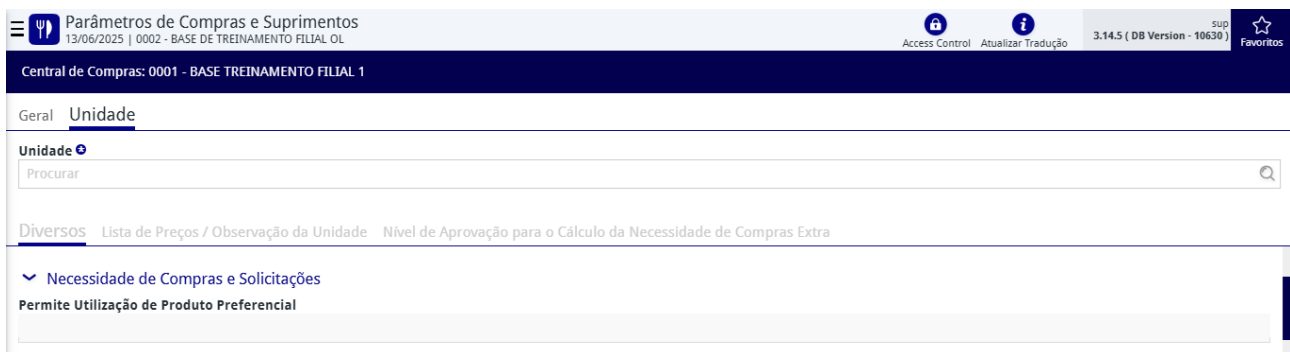 Parâmetros de Compras e Suprimentos
13/06/2025 | 0002 - BASE DE TREINAMENTO FILIAL OL
Access Control
Atualizar Tradução
sup
3.14.5 ( DB Version - 10630 )
Favoritos
Central de Compras: 0001 - BASE TREINAMENTO FILIAL 1
Geral Unidade
Unidade
Procurar
Diversos Lista de Preços / Observação da Unidade Nível de Aprovação para o Cálculo da Necessidade de Compras Extra
Necessidade de Compras e Solicitações
Permite Utilização de Produto Preferencial